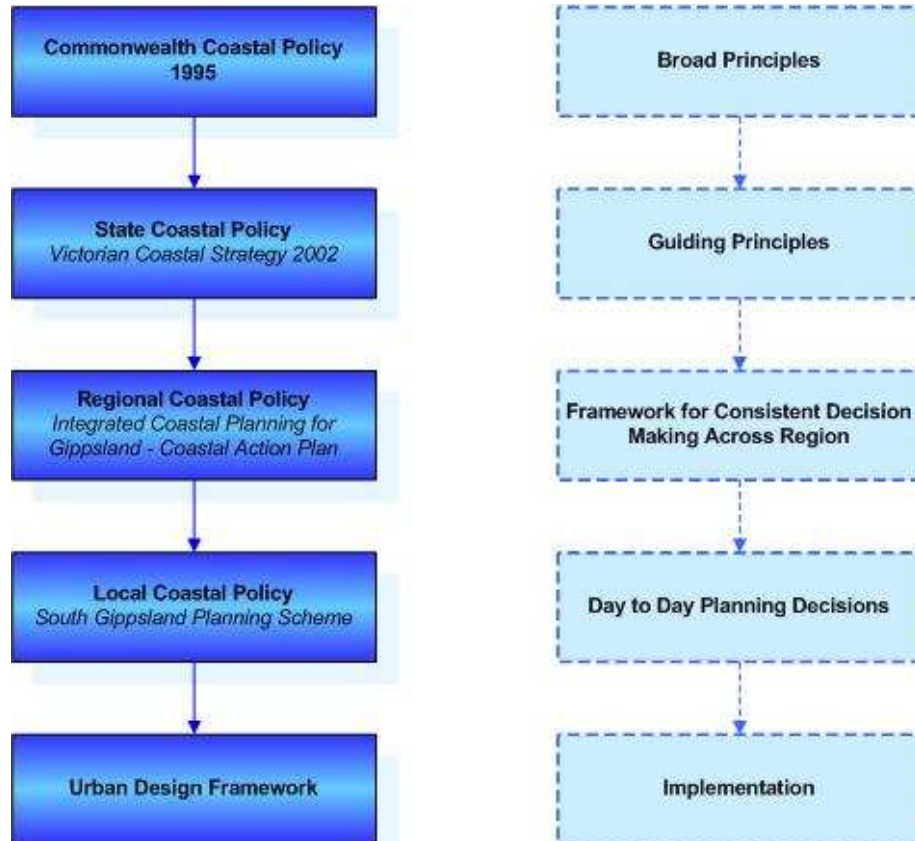 Commonwealth Coastal Policy
1995
Broad Principles
State Coastal Policy
Victorian Coastal Strategy 2002
Guiding Principles
Regional Coastal Policy
Integrated Coastal Planning for
Gippsland - Coastal Action Plan
Framework for Consistent Decision
Making Across Region
Local Coastal Policy
South Gippsland Planning Scheme
Day to Day Planning Decisions
Urban Design Framework
Implementation